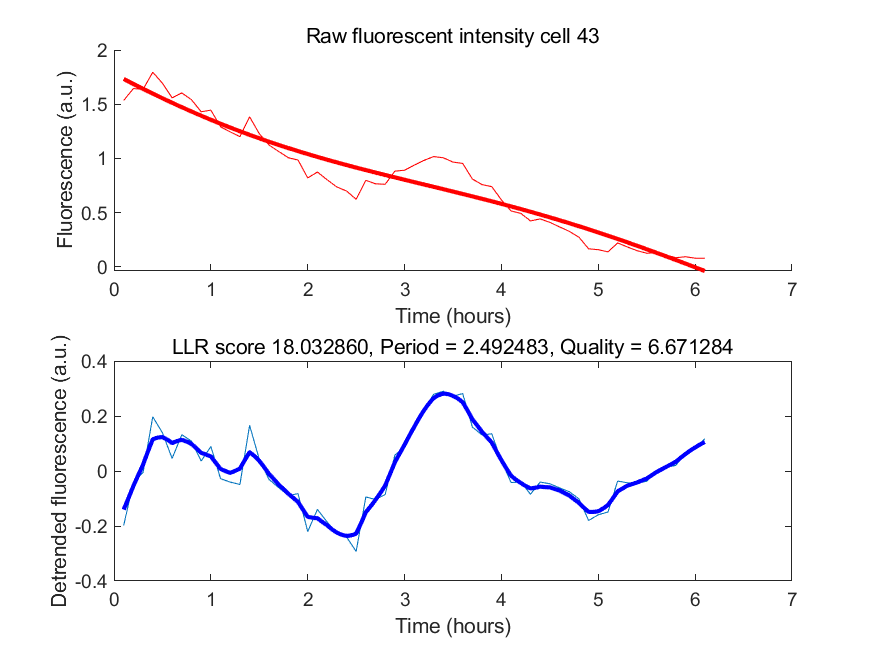 Raw fluorescent intensity cell 43
Fluorescence (a.u.)
2
1.5
1
0.5
0
0 1 2 3 4 5 6 7
Time (hours)
LLR score 18.032860, Period = 2.492483, Quality = 6.671284
Detrended fluorescence (a.u.)
0.4
0.2
0
-0.2
-0.4
0 1 2 3 4 5 6 7
Time (hours)